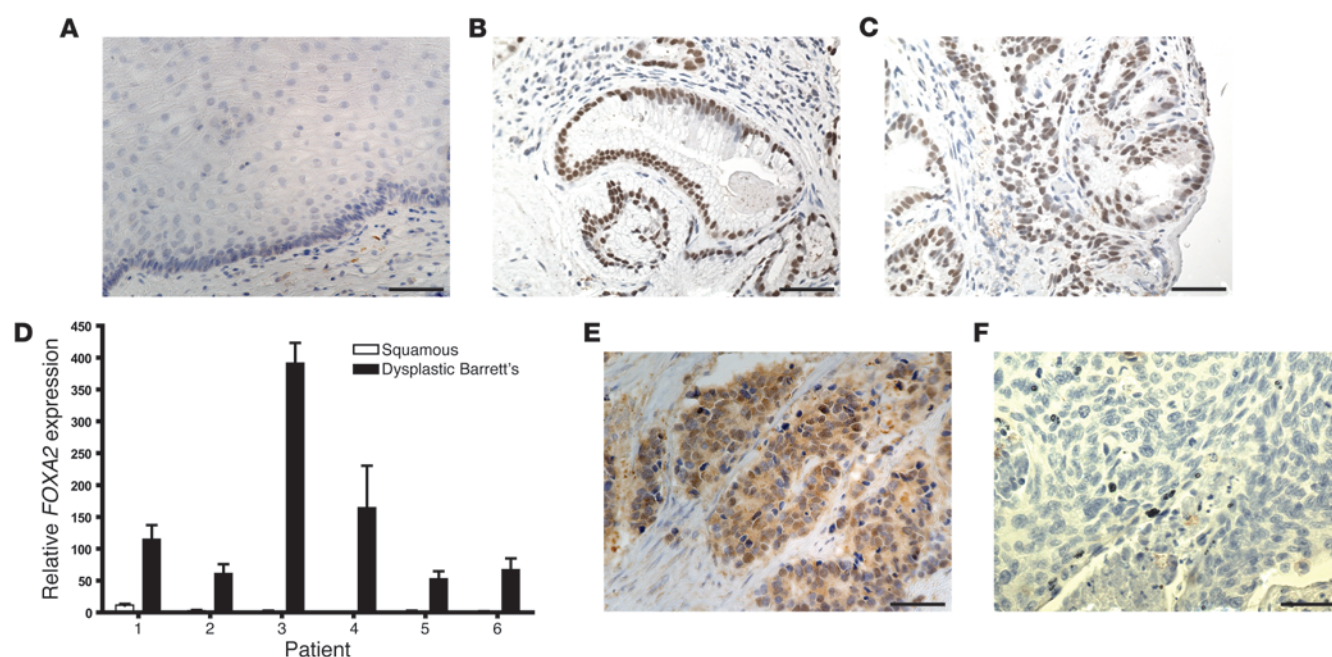 A
B
C
D
Relative FOXA2 expression
450
400
350
300
250
200
150
100
50
0
Squamous
Dysplastic Barrett's
1 2 3 4 5 6
Patient
E
F